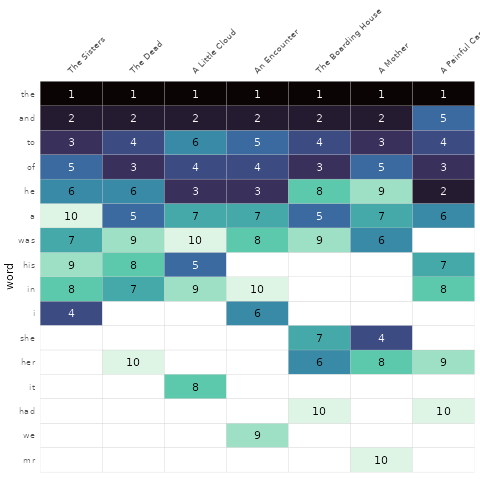 The Sisters The Dead A Little Cloud An Encounter The Boarding House A Mother A Painful Cas
the 1 1 1 1 1 1 1
and 2 2 2 2 2 2 5
to 3 4 6 5 4 3 4
of 5 3 4 4 3 5 3
he 6 6 3 3 8 9 2
a 10 5 7 7 5 7 6
was 7 9 10 8 9 6
his 9 8 5 7
in 8 7 9 10 8
i 4 6
she 7 4
her 10 6 8 9
it 8
had 10 10
we 9
mr 10
word